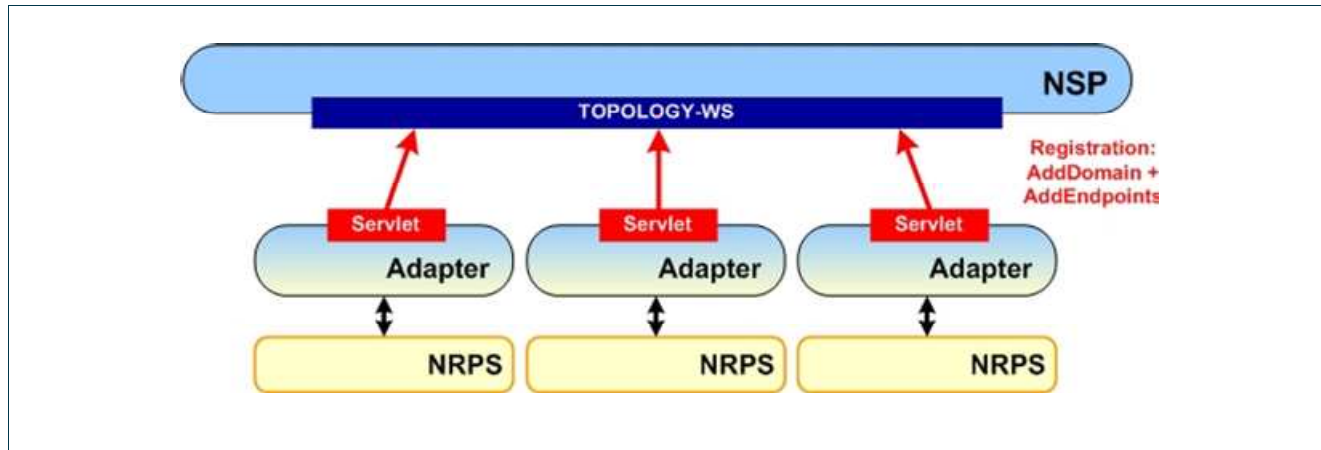 NSP
TOPOLOGY-WS
Registration:
AddDomain +
AddEndpoints
Servlet
Servlet
Servlet
Adapter
Adapter
Adapter
NRPS
NRPS
NRPS